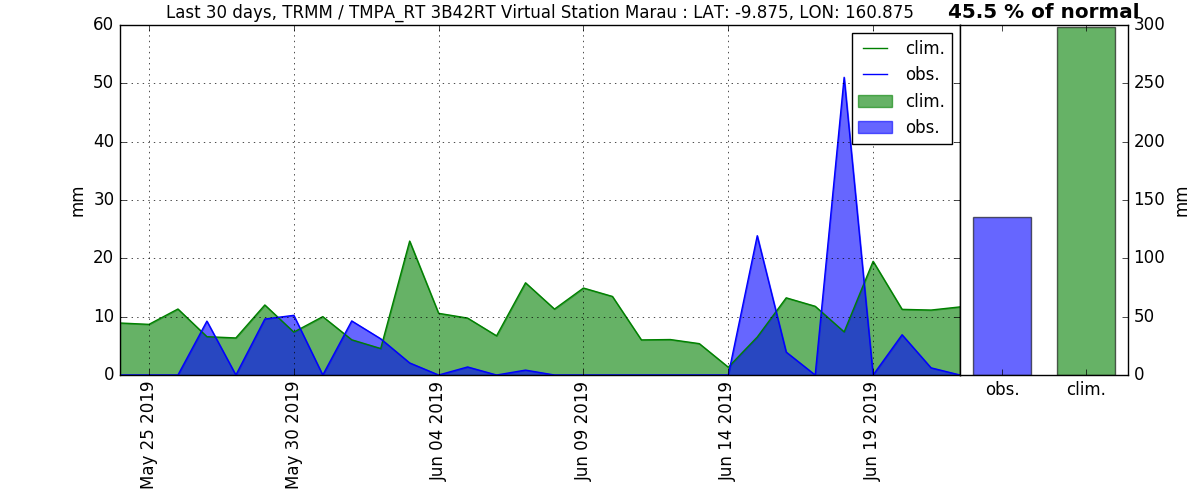 Last 30 days, TRMM / TMPA_RT 3B42RT Virtual Station Marau : LAT: -9.875, LON: 160.875
45.5 % of normal
60
50
40
30
20
10
0
mm
clim.
obs.
clim.
obs.
300
250
200
150
100
50
0
mm
May 25 2019
May 30 2019
Jun 04 2019
Jun 09 2019
Jun 14 2019
Jun 19 2019
obs.
clim.